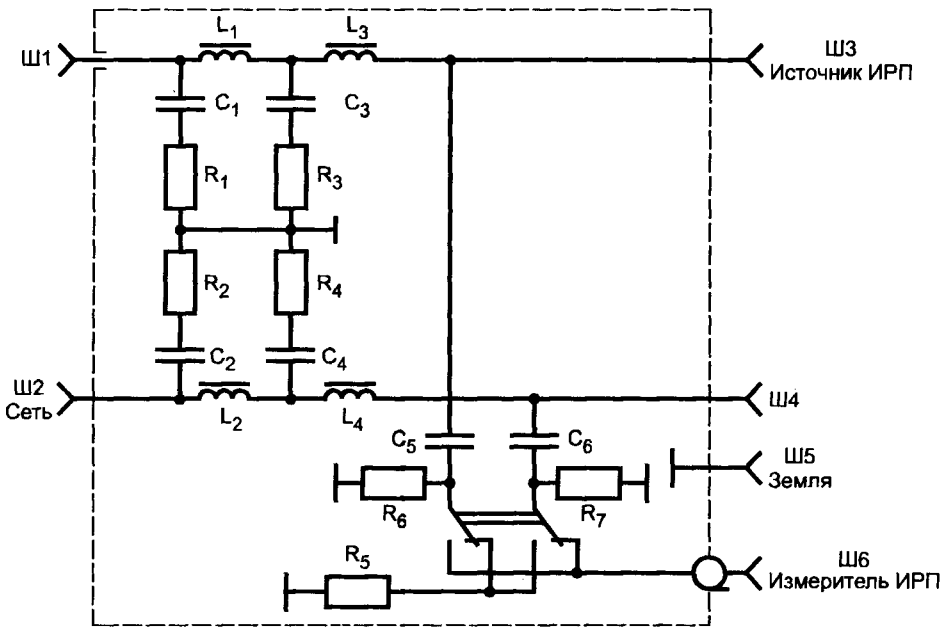 Ш1
L1
L3
Ш3
Источник ИРП
C1
C3
R1
R3
R2
R4
C2
C4
Ш2
Сеть
L2
L4
Ш4
C5
C6
Ш5
Земля
R6
R7
R5
Ш6
Измеритель ИРП